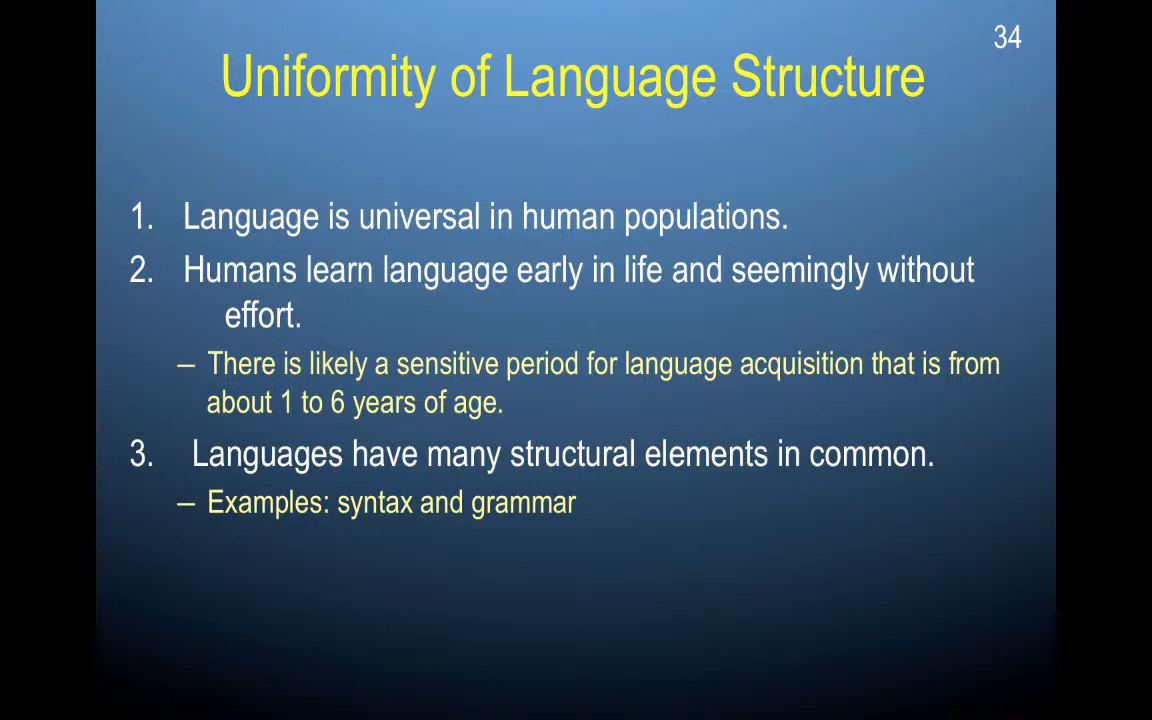 34
Uniformity of Language Structure
1. Language is universal in human populations.
2. Humans learn language early in life and seemingly without
effort.
– There is likely a sensitive period for language acquisition that is from
about 1 to 6 years of age.
3. Languages have many structural elements in common.
– Examples: syntax and grammar